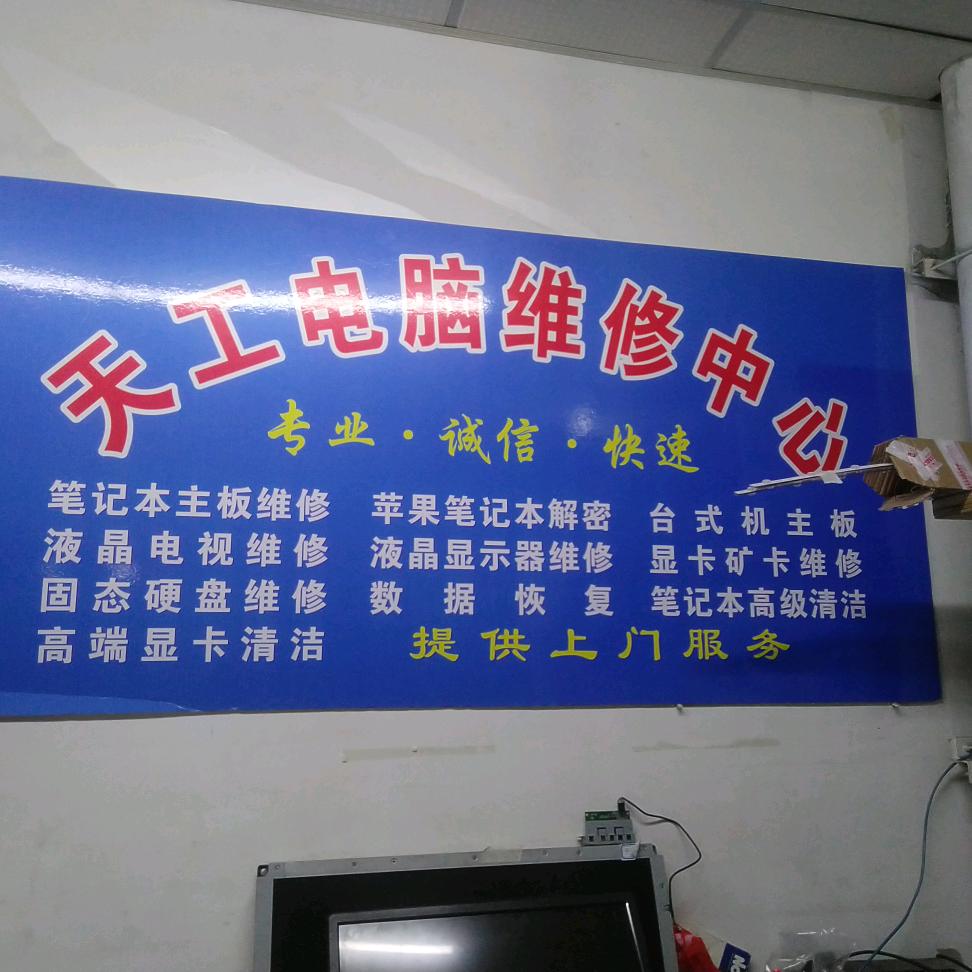 天工电脑维修中心
专业·诚信·快速
笔记本主板维修 苹果笔记本解密 台式机主板
液晶电视维修 液晶显示器维修 显卡矿卡维修
固态硬盘维修 数据恢复 笔记本高级清洁
高端显卡清洁 提供上门服务